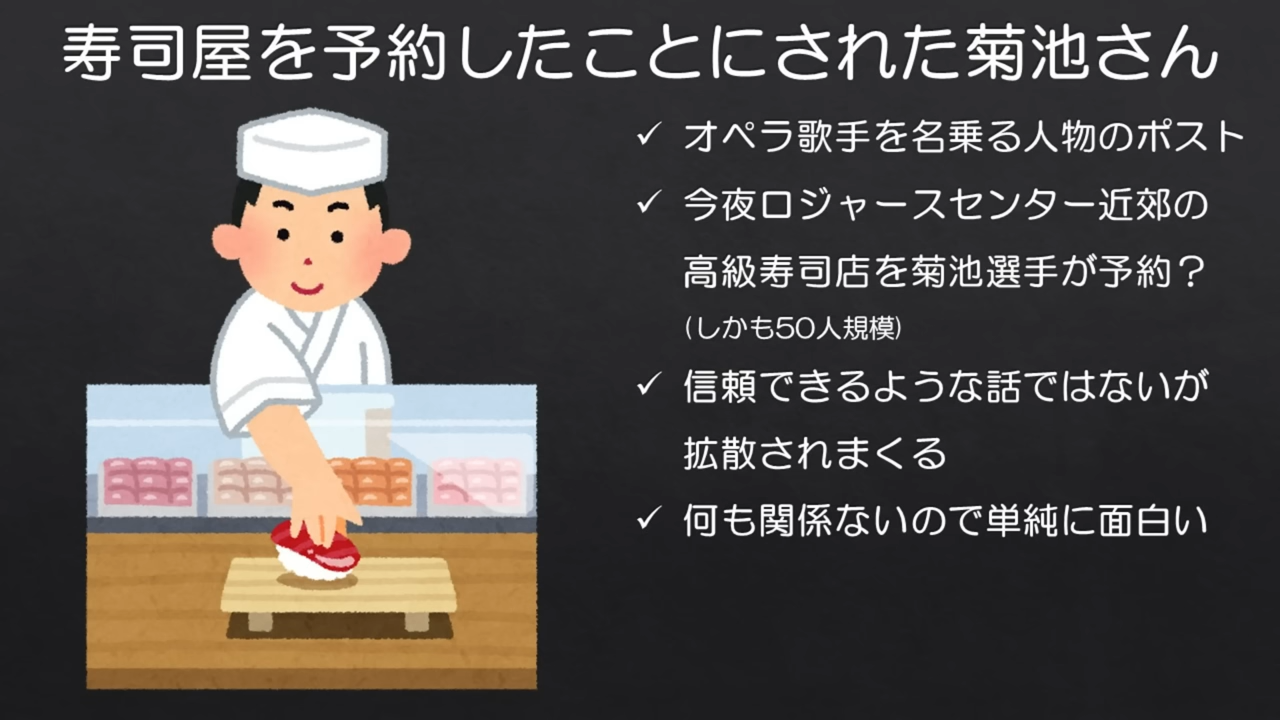 寿司屋を予約したことにされた菊池さん
✓ オペラ歌手を名乗る人物のポスト
✓ 今夜ロジャースセンター近郊の
高級寿司店を菊池選手が予約？
(しかも50人規模)
✓ 信頼できるような話ではないが
拡散されまくる
✓ 何も関係ないので単純に面白い